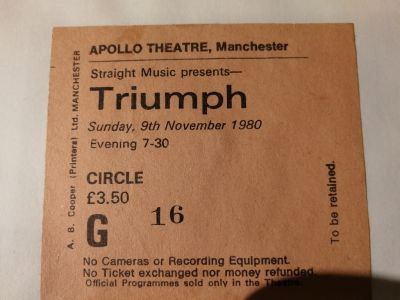 APOLLO THEATRE, Manchester
Straight Music presents—
Triumph
Sunday, 9th November 1980
Evening 7-30
CIRCLE
£3.50
G 16
No Cameras or Recording Equipment.
No Ticket exchanged nor money refunded.
Official Programmes sold only in the Theatre.
A. B. Cooper (Printers) Ltd. MANCHESTER
To be retained.